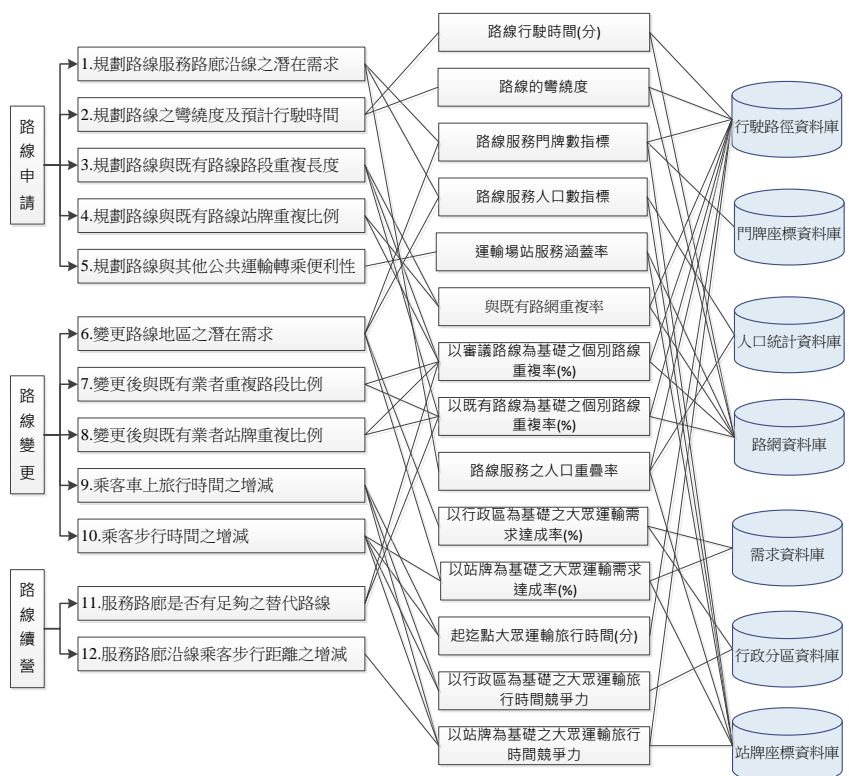 路線申請
1.規劃路線服務路廊沿線之潛在需求
2.規劃路線之彎繞度及預計行駛時間
3.規劃路線與既有路線路段重複長度
4.規劃路線與既有路線站牌重複比例
5.規劃路線與其他公共運輸轉乘便利性
路線變更
6.變更路線地區之潛在需求
7.變更後與既有業者重複路段比例
8.變更後與既有業者站牌重複比例
9.乘客車上旅行時間之增減
10.乘客步行時間之增減
路線續營
11.服務路廊是否有足夠之替代路線
12.服務路廊沿線乘客步行距離之增減
路線行駛時間(分)
路線的彎繞度
路線服務門牌數指標
路線服務人口數指標
運輸場站服務涵蓋率
與既有路網重複率
以審議路線為基礎之個別路線
重複率(%)
以既有路線為基礎之個別路線
重複率(%)
路線服務之人口重疊率
以行政區為基礎之大眾運輸需
求達成率(%)
以站牌為基礎之大眾運輸需求
達成率(%)
起迄點大眾運輸旅行時間(分)
以行政區為基礎之大眾運輸旅
行時間競爭力
以站牌為基礎之大眾運輸旅行
時間競爭力
行駛路徑資料庫
門牌座標資料庫
人口統計資料庫
路網資料庫
需求資料庫
行政分區資料庫
站牌座標資料庫